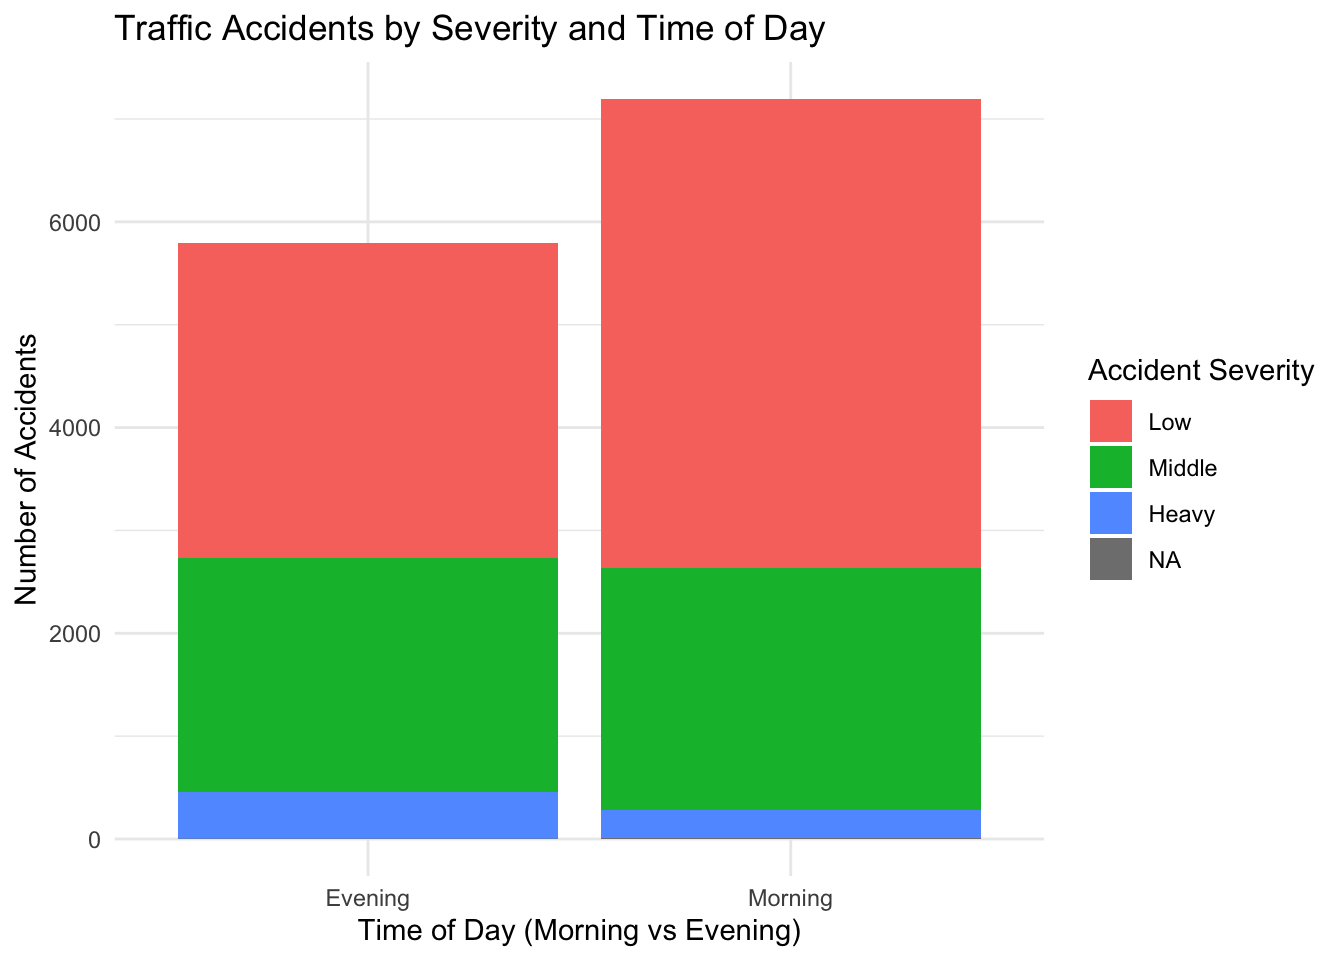 Traffic Accidents by Severity and Time of Day
Number of Accidents
6000
4000
2000
0
Evening
Morning
Time of Day (Morning vs Evening)
Accident Severity
Low
Middle
Heavy
NA